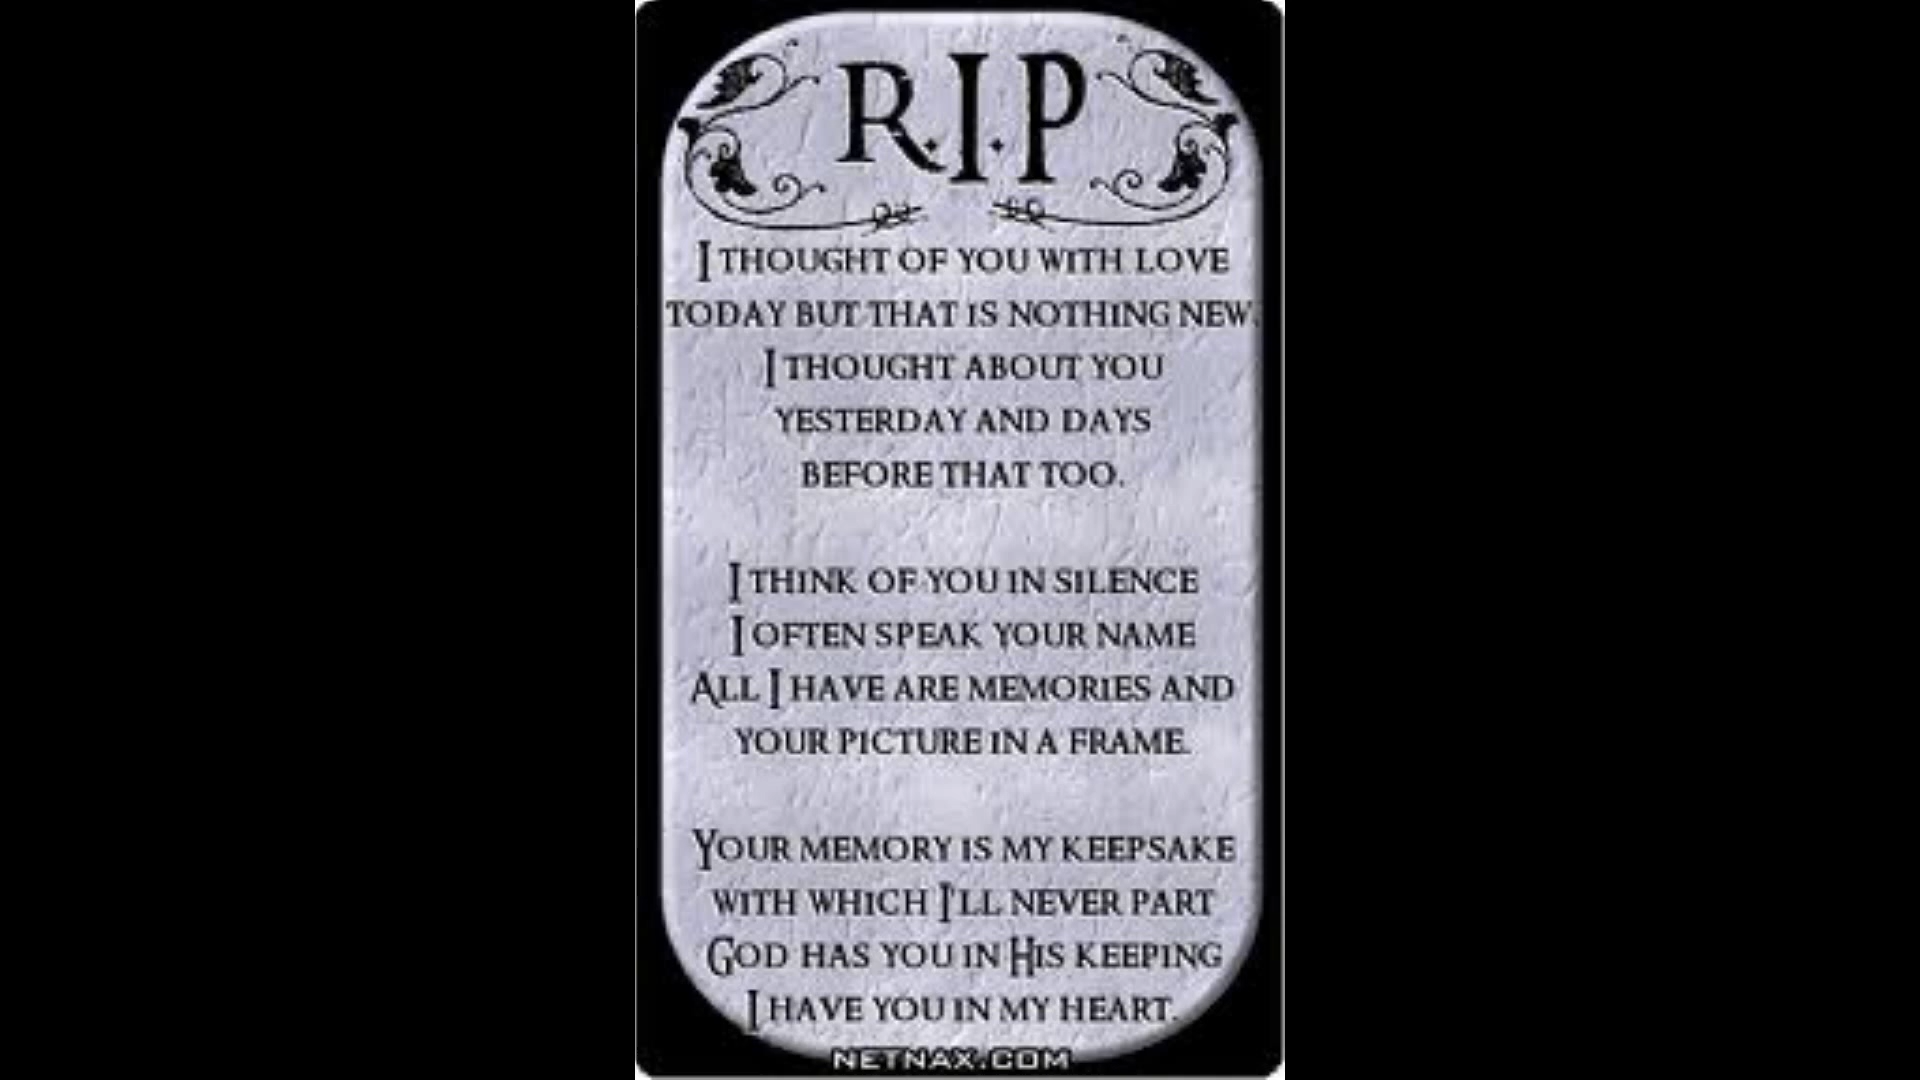 R.I.P
I THOUGHT OF YOU WITH LOVE
TODAY BUT THAT IS NOTHING NEW.
I THOUGHT ABOUT YOU
YESTERDAY AND DAYS
BEFORE THAT TOO.
I THINK OF YOU IN SILENCE
I OFTEN SPEAK YOUR NAME
ALL I HAVE ARE MEMORIES AND
YOUR PICTURE IN A FRAME.
YOUR MEMORY IS MY KEEPSAKE
WITH WHICH I'LL NEVER PART
GOD HAS YOU IN HIS KEEPING
I HAVE YOU IN MY HEART.
NETNAX.COM